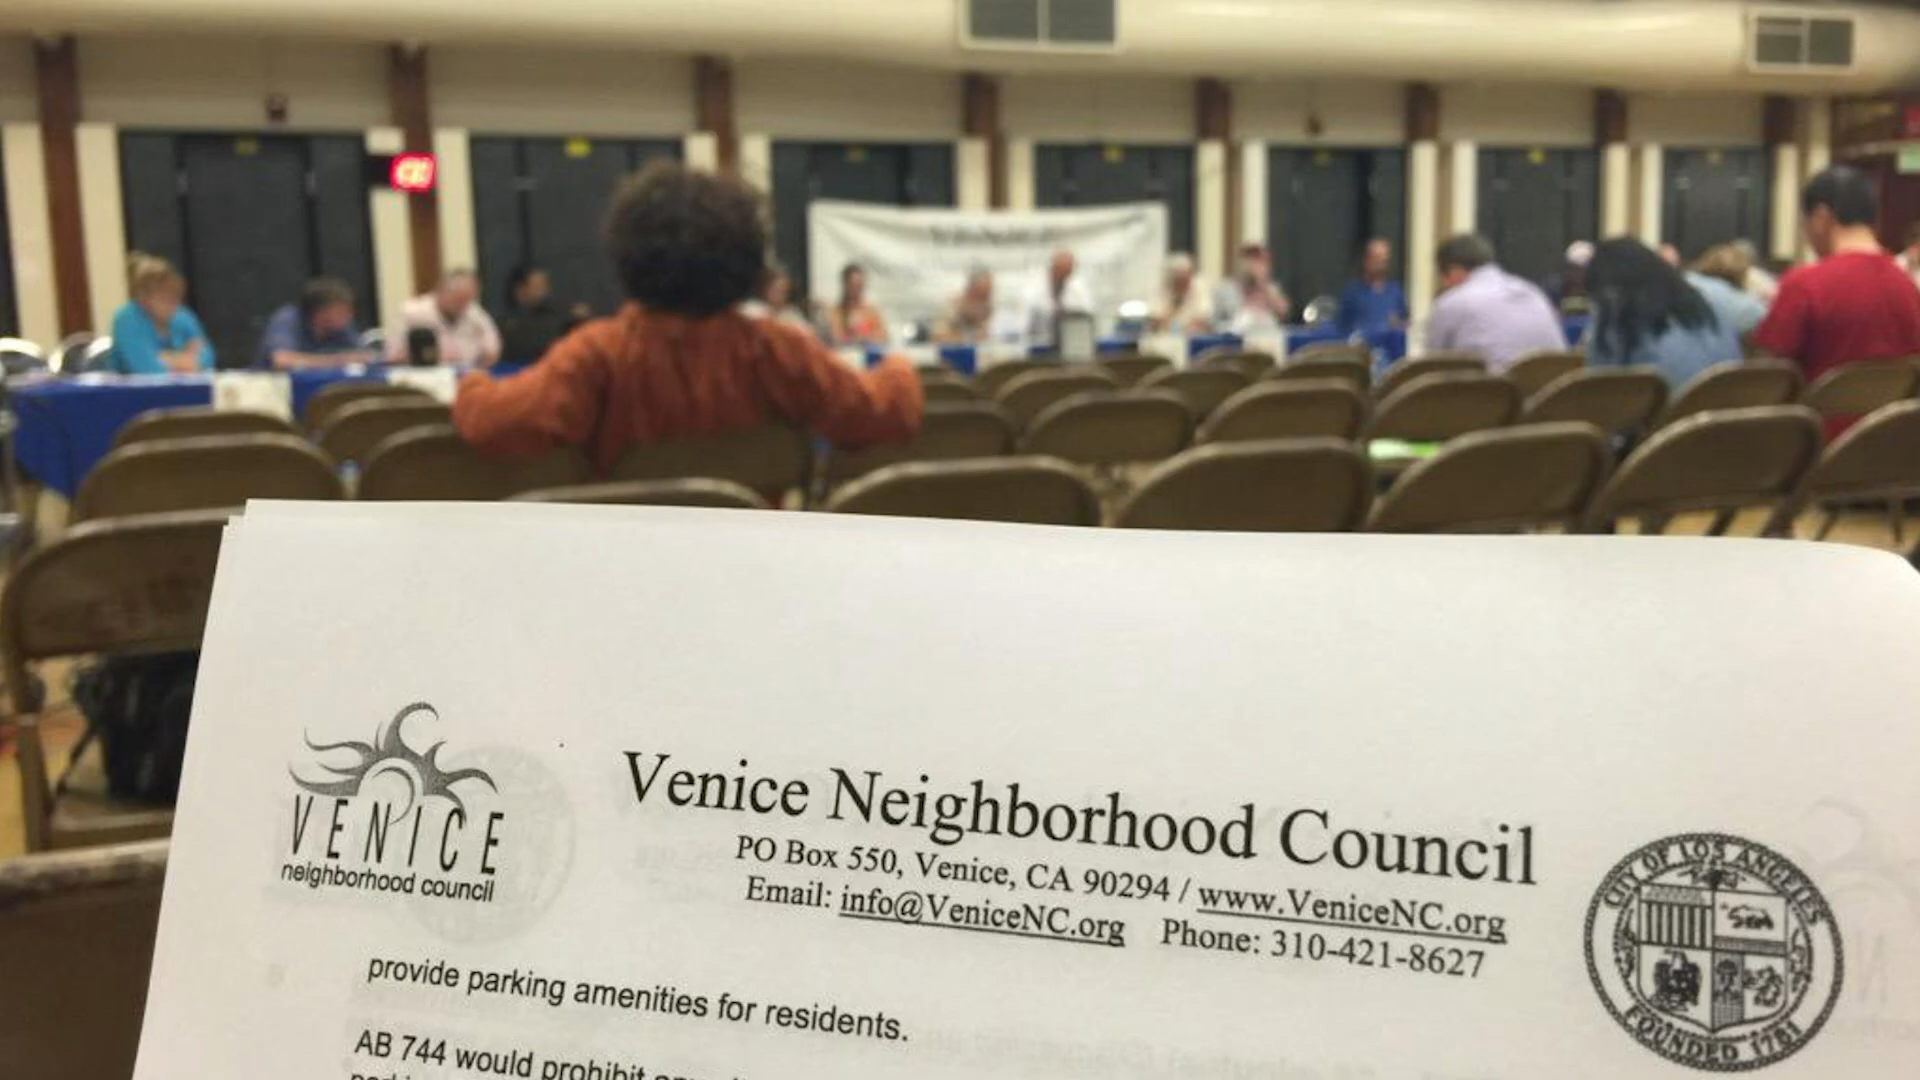 VENICE
VENICE
neighborhood council
Venice Neighborhood Council
PO Box 550, Venice, CA 90294 / www.VeniceNC.org
Email: info@VeniceNC.org Phone: 310-421-8627
CITY OF LOS ANGELES
FOUNDED 1781
provide parking amenities for residents.
AB 744 would prohibit